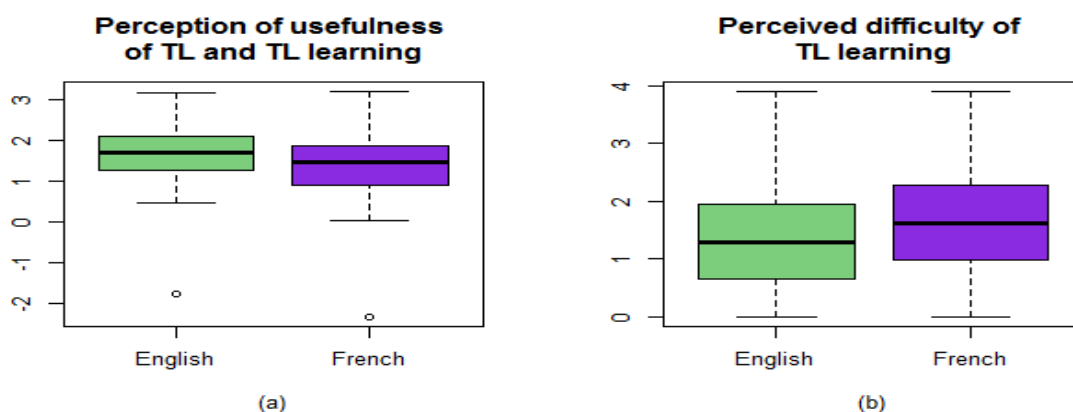 Perception of usefulness
of TL and TL learning
3
2
1
0
-1
-2
English French
(a)
Perceived difficulty of
TL learning
4
3
2
1
0
English French
(b)